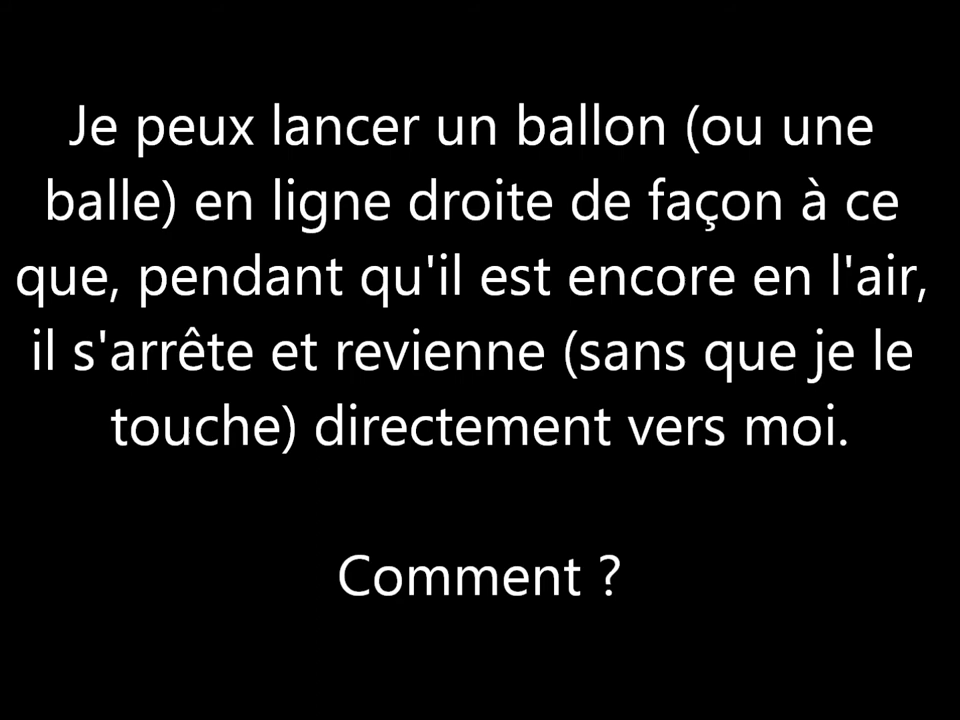 Je peux lancer un ballon (ou une
balle) en ligne droite de façon à ce
que, pendant qu'il est encore en l'air,
il s'arrête et revienne (sans que je le
touche) directement vers moi.
Comment ?